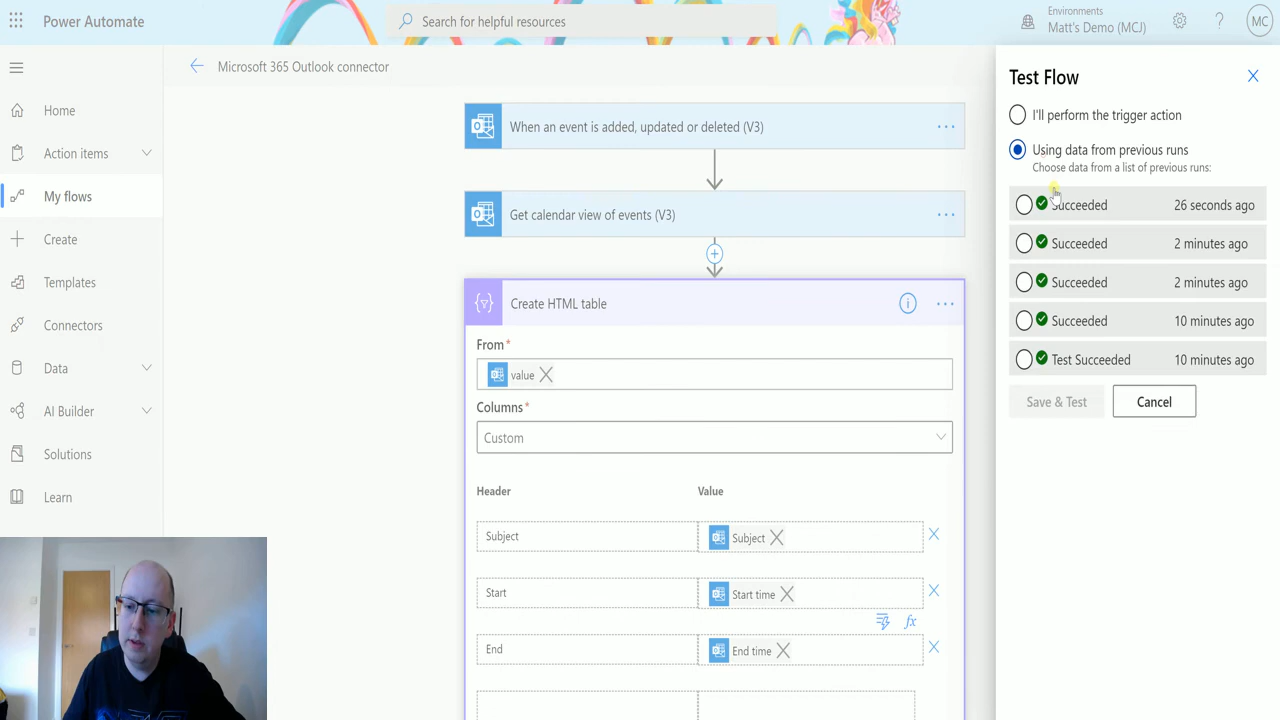 Power Automate
Search for helpful resources
Environments
Matt's Demo (MCJ)
?
MC
Microsoft 365 Outlook connector
Home
Action items
My flows
Create
Templates
Connectors
Data
AI Builder
Solutions
Learn
When an event is added, updated or deleted (V3)
Get calendar view of events (V3)
Create HTML table
From *
value
Columns *
Custom
Header Value
Subject Subject
Start Start time
fx
End End time
Test Flow
I'll perform the trigger action
Using data from previous runs
Choose data from a list of previous runs:
Succeeded 26 seconds ago
Succeeded 2 minutes ago
Succeeded 2 minutes ago
Succeeded 10 minutes ago
Test Succeeded 10 minutes ago
Save & Test Cancel